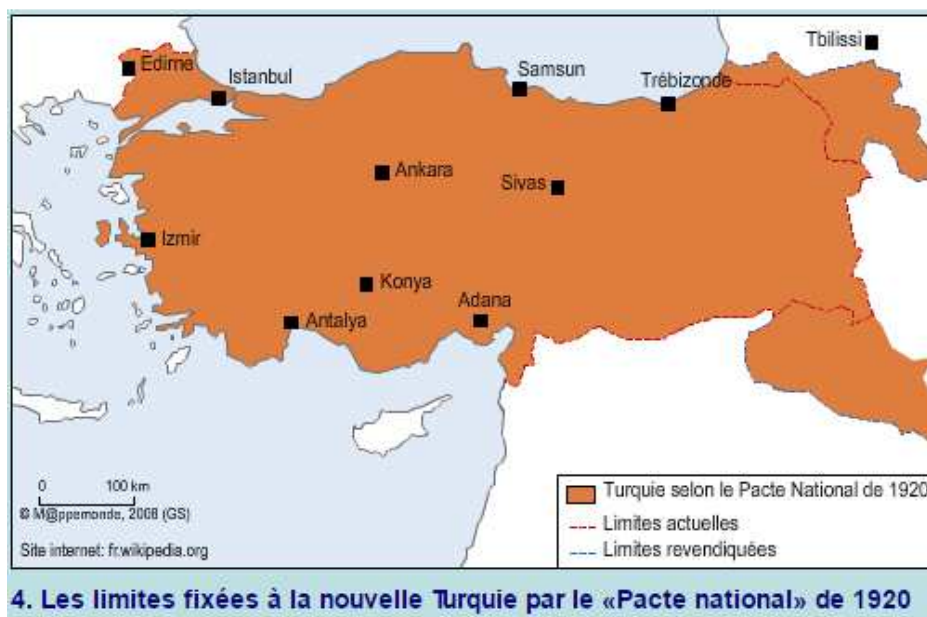 Tbilissi
Edirne
Istanbul
Samsun
Trébizonde
Ankara
Sivas
Izmir
Konya
Adana
Antalya
0 100 km
© M@ppemonde, 2008 (GS)
Site internet: fr.wikipedia.org
Turquie selon le Pacte National de 1920
Limites actuelles
Limites revendiquées
4. Les limites fixées à la nouvelle Turquie par le «Pacte national» de 1920